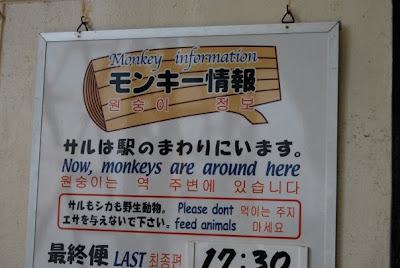 Monkey information
モンキー情報
원숭이 정보
サルは駅のまわりにいます。
Now, monkeys are around here
원숭이는 역 주변에 있습니다
サルもシカも野生動物。 Please dont 먹이는 주지
エサを与えないで下さい。 feed animals 마세요
最終便 LAST 최종편 17:30